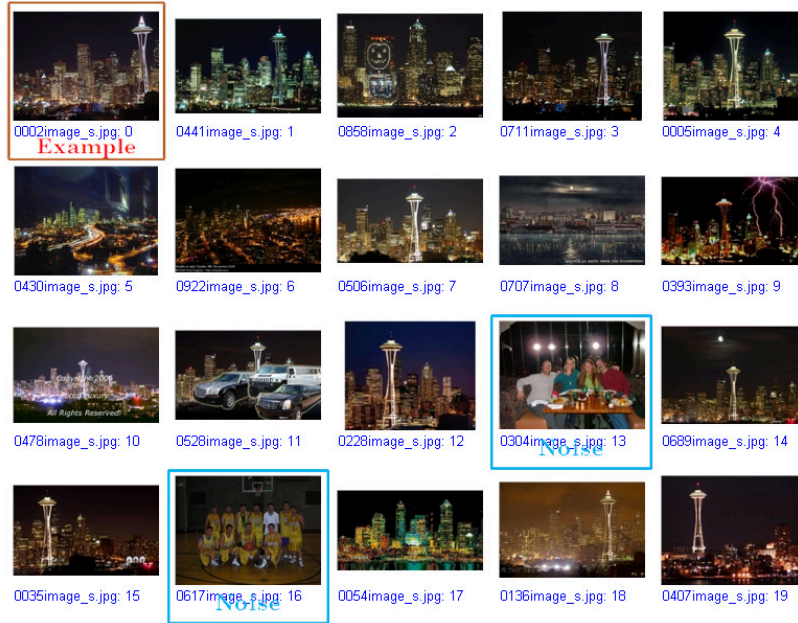 0002image_s.jpg: 0
Example
0441image_s.jpg: 1
0858image_s.jpg: 2
0711image_s.jpg: 3
0005image_s.jpg: 4
0430image_s.jpg: 5
0922image_s.jpg: 6
0506image_s.jpg: 7
0707image_s.jpg: 8
0393image_s.jpg: 9
Copyright 2005
Photo Luxury
All Rights Reserved.
0478image_s.jpg: 10
0528image_s.jpg: 11
0228image_s.jpg: 12
0304image_s.jpg: 13
Noise
0689image_s.jpg: 14
0035image_s.jpg: 15
0617image_s.jpg: 16
Noise
0054image_s.jpg: 17
0136image_s.jpg: 18
0407image_s.jpg: 19